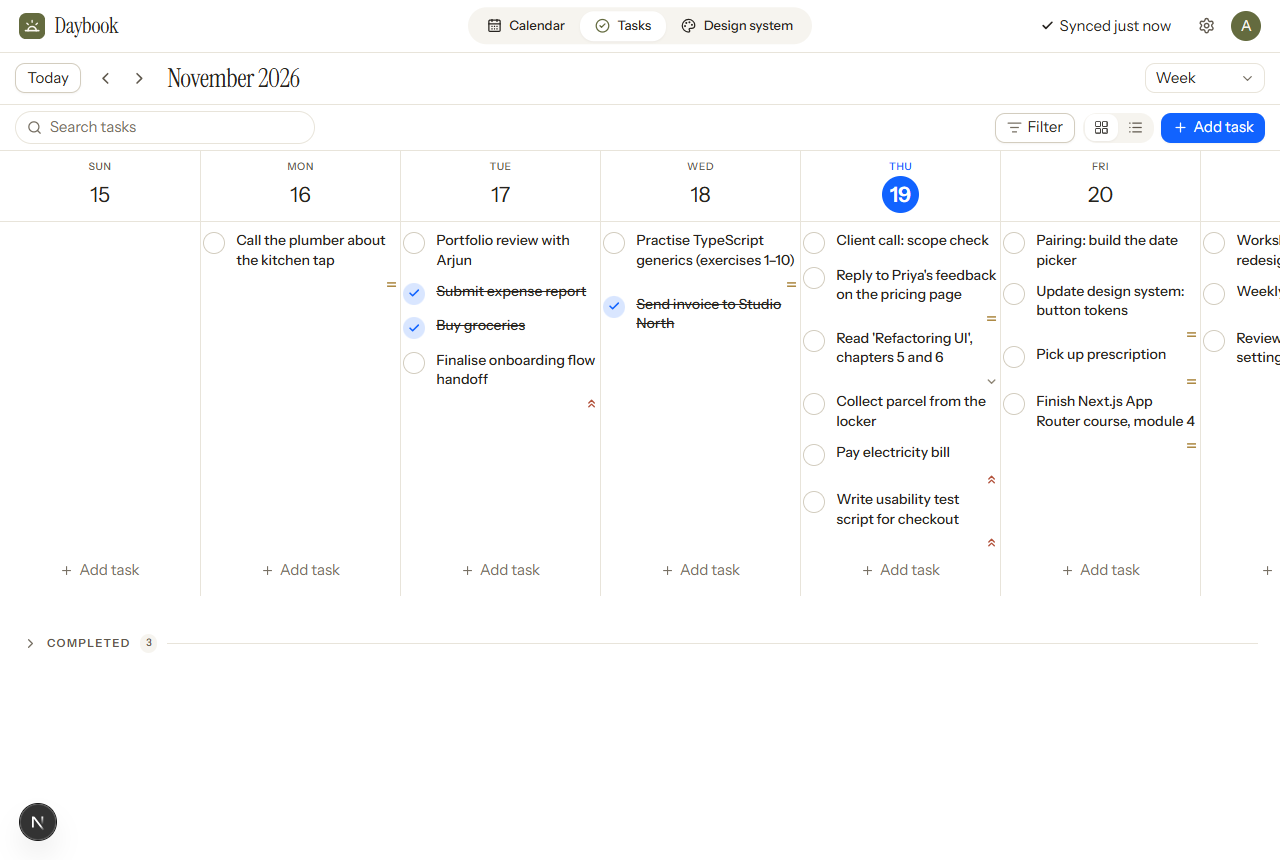 Daybook
Calendar
Tasks
Design system
Synced just now
A
Today
November 2026
Week
Search tasks
Filter
Add task
SUN
15
MON
16
TUE
17
WED
18
THU
19
FRI
20
Call the plumber about
the kitchen tap
Portfolio review with
Arjun
Submit expense report
Buy groceries
Finalise onboarding flow
handoff
Practise TypeScript
generics (exercises 1–10)
Send invoice to Studio
North
Client call: scope check
Reply to Priya's feedback
on the pricing page
Read 'Refactoring UI',
chapters 5 and 6
Collect parcel from the
locker
Pay electricity bill
Write usability test
script for checkout
Pairing: build the date
picker
Update design system:
button tokens
Pick up prescription
Finish Next.js App
Router course, module 4
Weekly
Review
Add task
Add task
Add task
Add task
Add task
Add task
COMPLETED 3
N